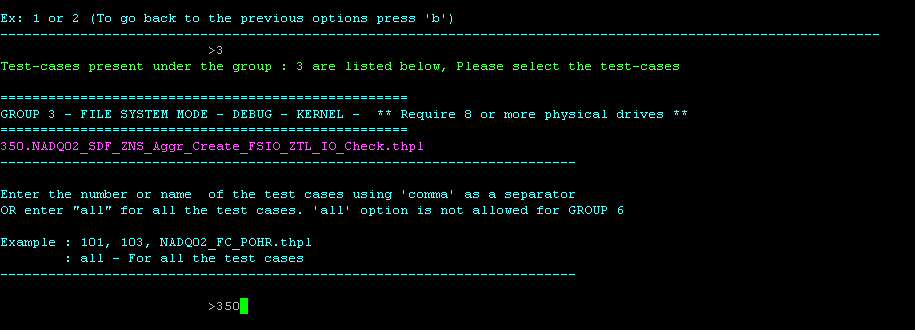 Ex: 1 or 2 (To go back to the previous options press 'b')
--------------------------------------------------------------------------------------------------------------
>3
Test-cases present under the group : 3 are listed below, Please select the test-cases
===================================================
GROUP 3 - FILE SYSTEM MODE - DEBUG - KERNEL -  ** Require 8 or more physical drives **
===================================================
350.NADQ02_SDF_ZNS_Aggr_Create_FSIO_ZTL_IO_Check.thpl
------------------------------------------------------------------------
Enter the number or name  of the test cases using 'comma' as a separator
OR enter "all" for all the test cases. 'all' option is not allowed for GROUP 6
Example : 101, 103, NADQ02_FC_POHR.thpl
: all - For all the test cases
------------------------------------------------------------------------
>350